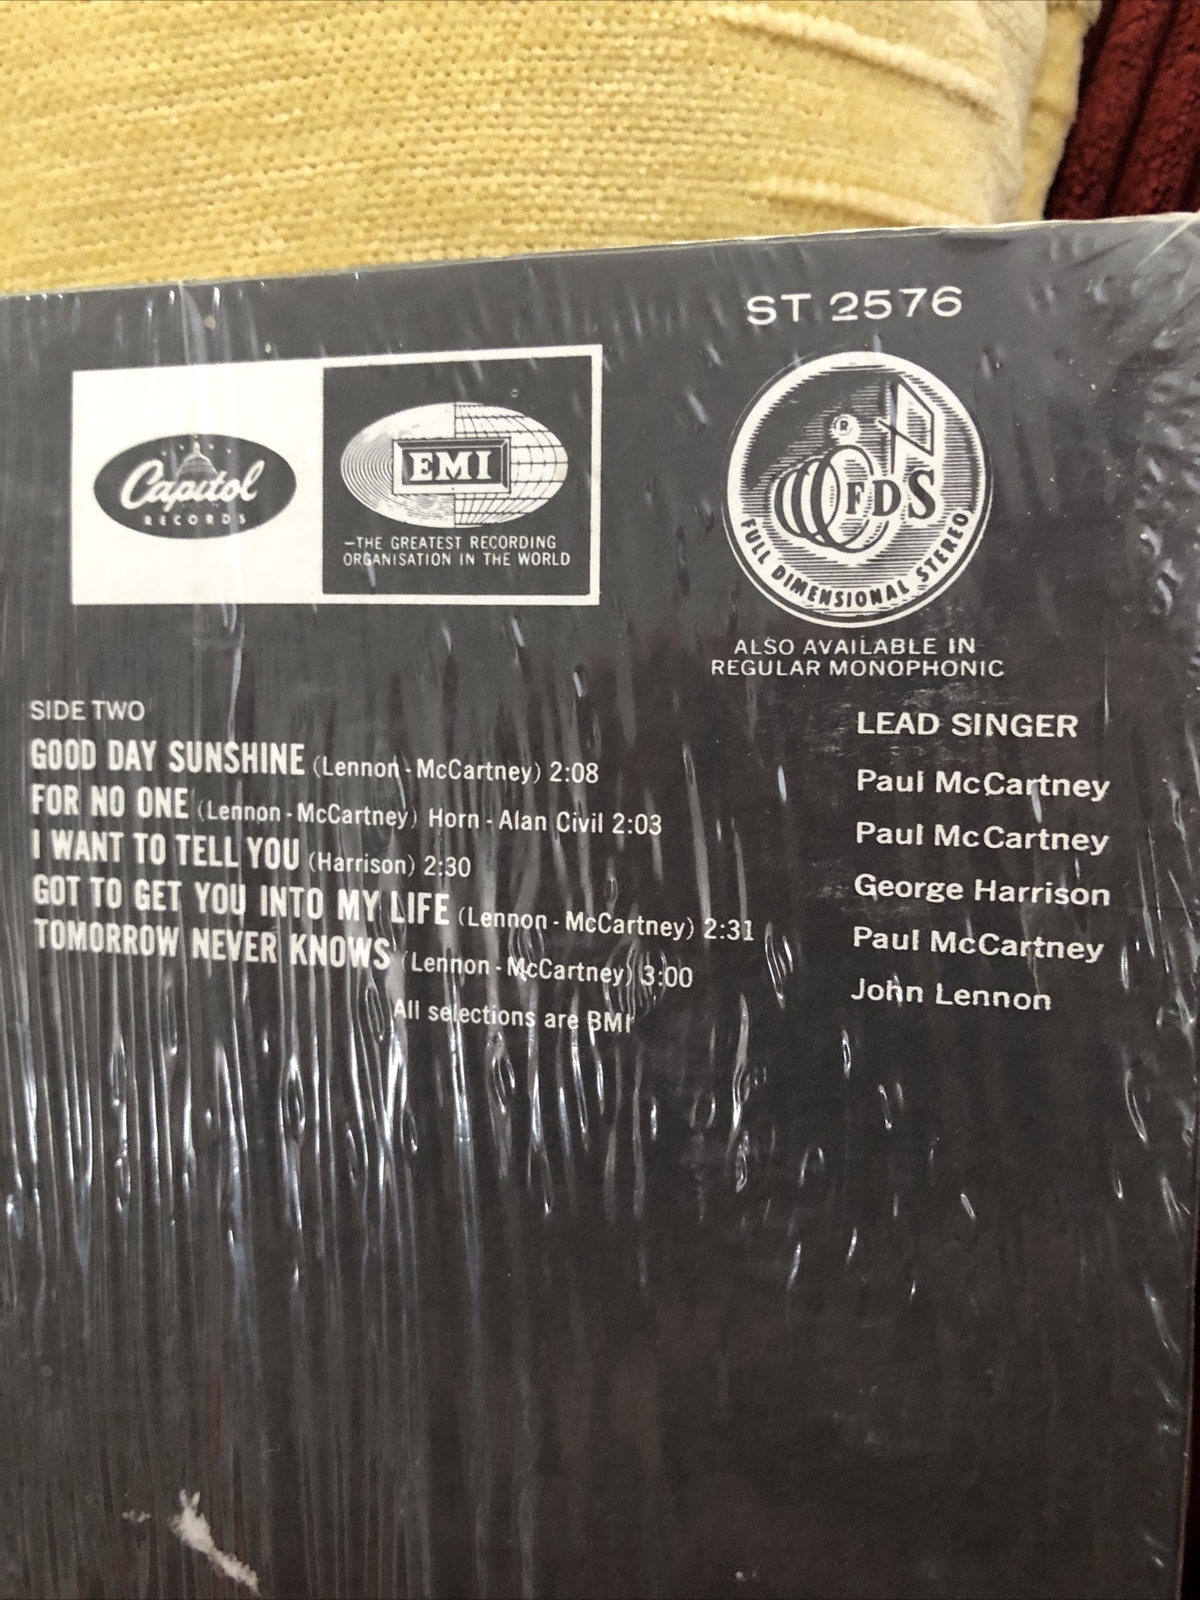 ST 2576
Capitol
RECORDS
EMI
—THE GREATEST RECORDING
ORGANISATION IN THE WORLD
®
FDS
FULL DIMENSIONAL STEREO
ALSO AVAILABLE IN
REGULAR MONOPHONIC
SIDE TWO LEAD SINGER
GOOD DAY SUNSHINE (Lennon - McCartney) 2:08 Paul McCartney
FOR NO ONE (Lennon - McCartney) Horn - Alan Civil 2:03 Paul McCartney
I WANT TO TELL YOU (Harrison) 2:30 George Harrison
GOT TO GET YOU INTO MY LIFE (Lennon - McCartney) 2:31 Paul McCartney
TOMORROW NEVER KNOWS (Lennon - McCartney) 3:00 John Lennon
All selections are BMI